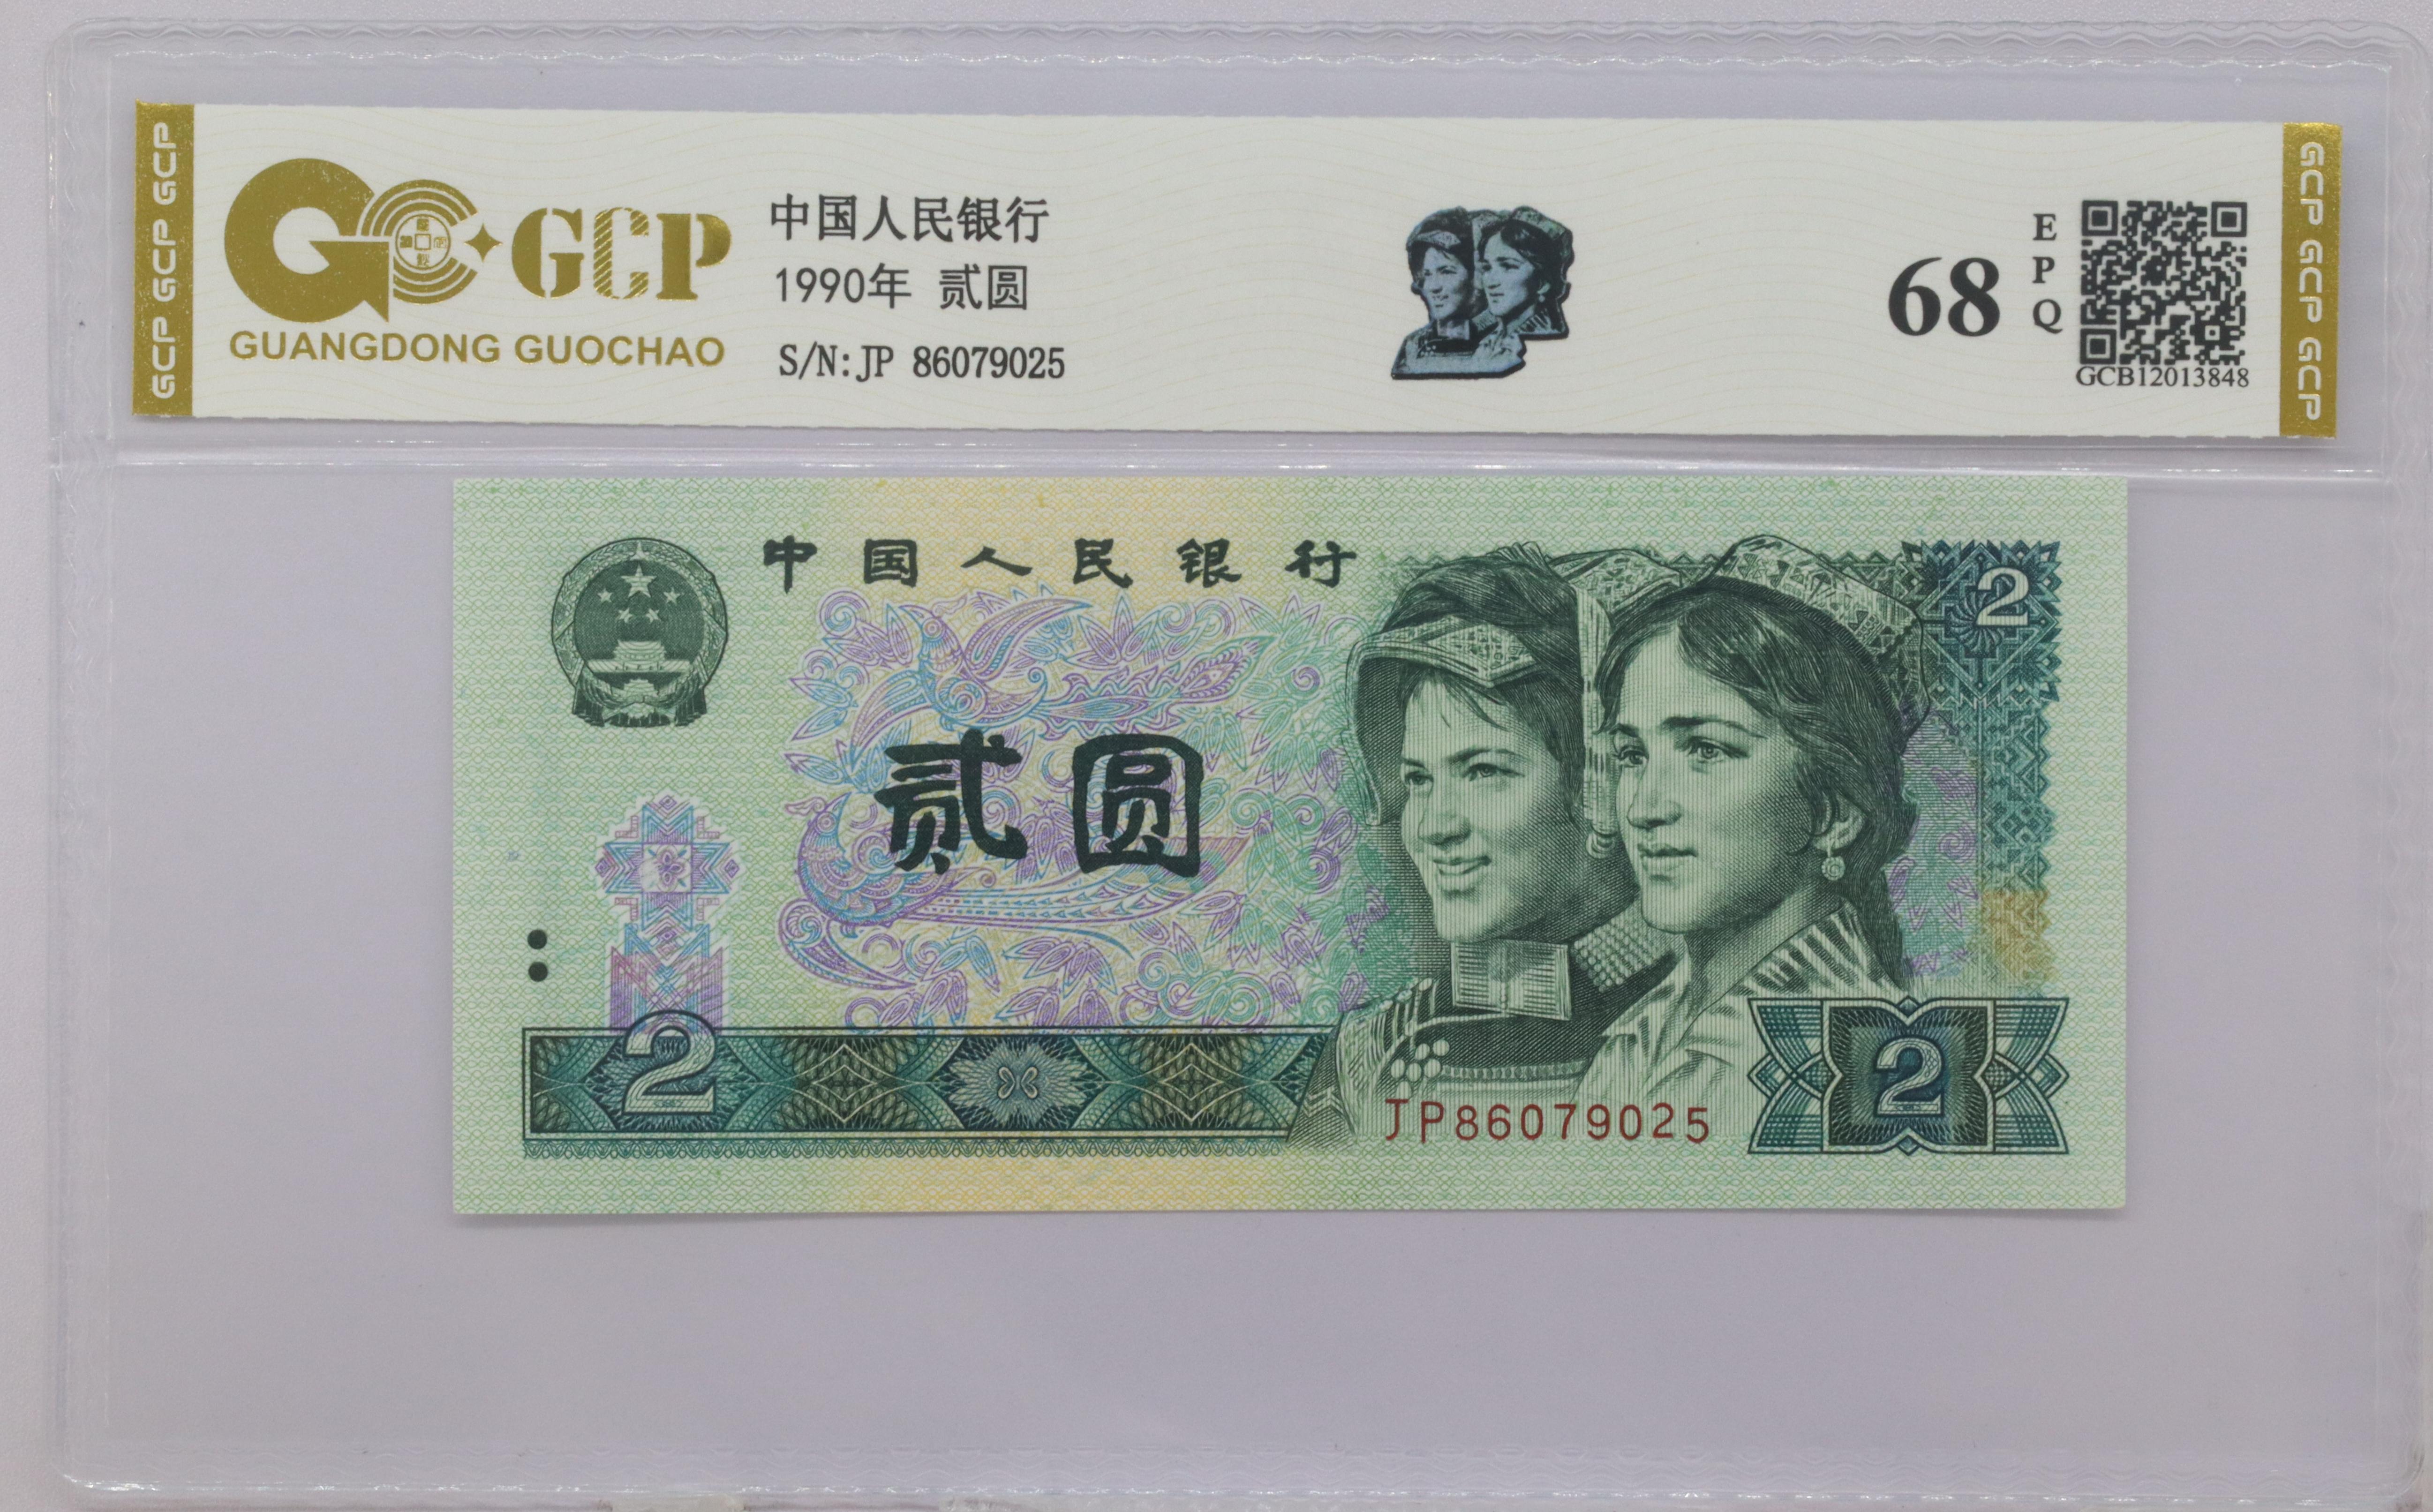 GCP GCP GCP
GCP
GUANGDONG GUOCHAO
中国人民银行
1990年 贰圆
S/N: JP 86079025
68
EPQ
GCB12013848
GCP GCP GCP
中国人民银行
2
贰圆
2
JP86079025
2